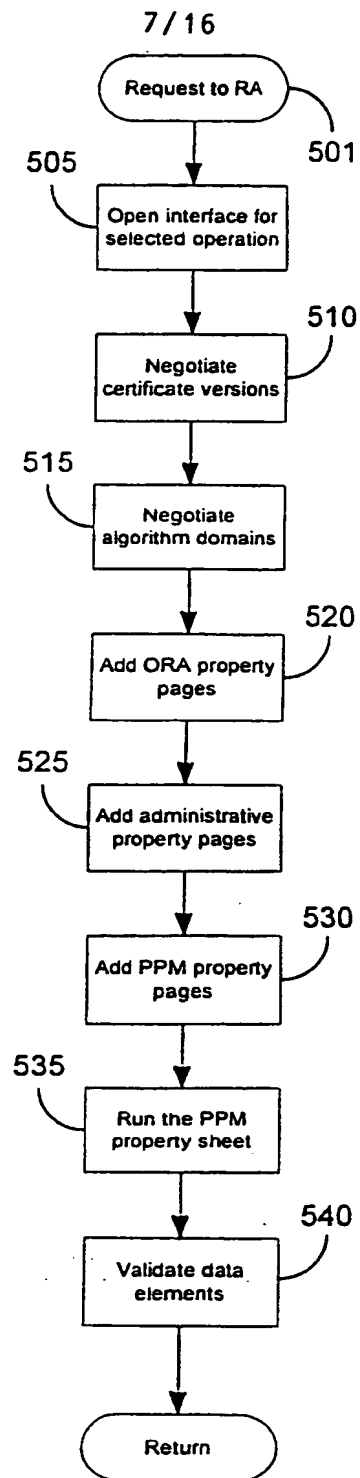 7/16
Request to RA
501
505
Open interface for
selected operation
510
Negotiate
certificate versions
515
Negotiate
algorithm domains
520
Add ORA property
pages
525
Add administrative
property pages
530
Add PPM property
pages
535
Run the PPM
property sheet
540
Validate data
elements
Return